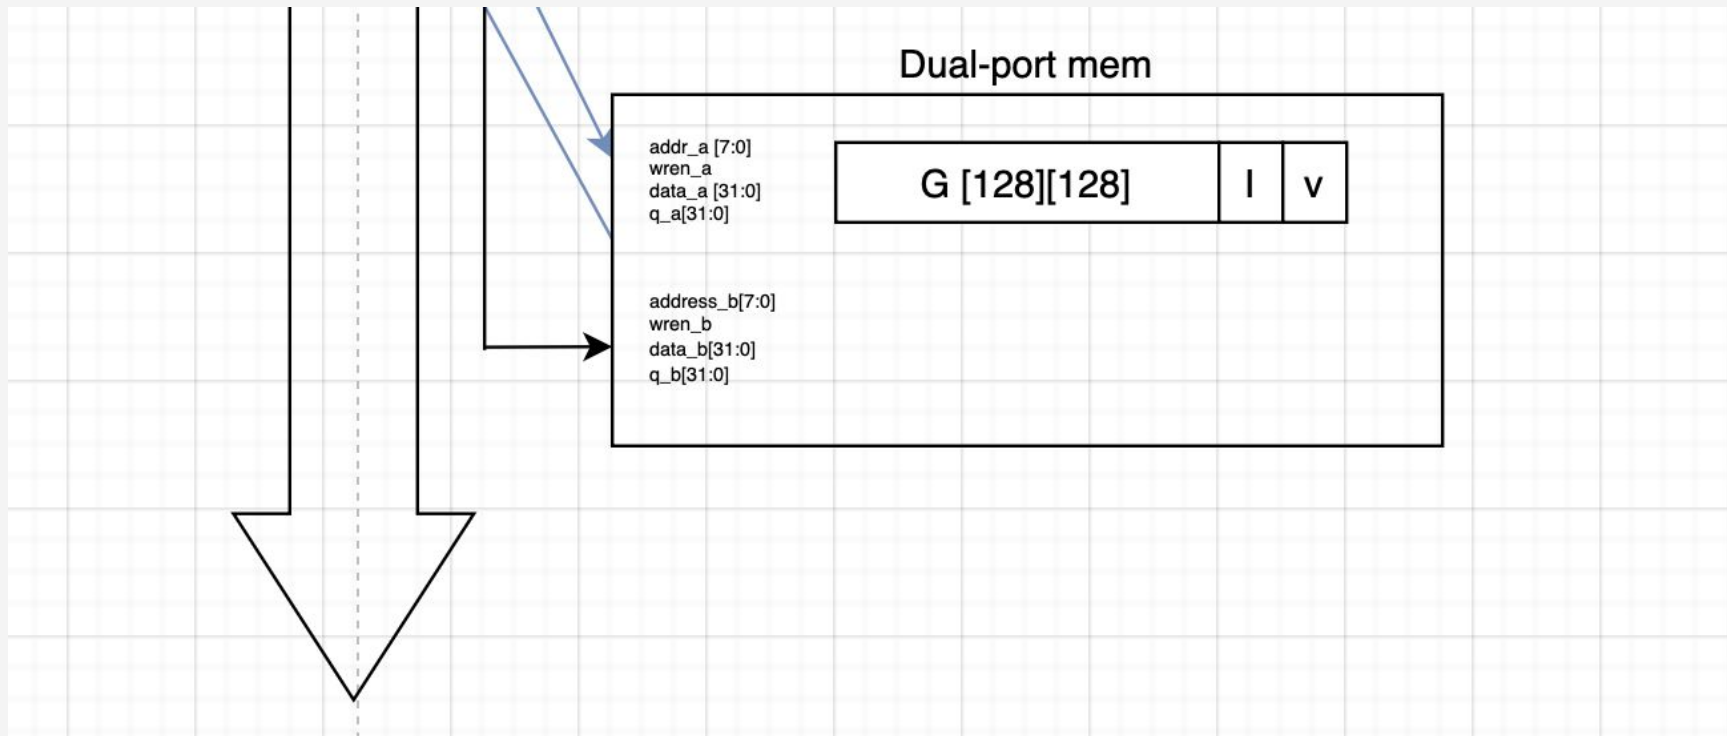 Dual-port mem
addr_a [7:0]
wren_a
data_a [31:0]
q_a[31:0]
G [128][128]
I
v
address_b[7:0]
wren_b
data_b[31:0]
q_b[31:0]